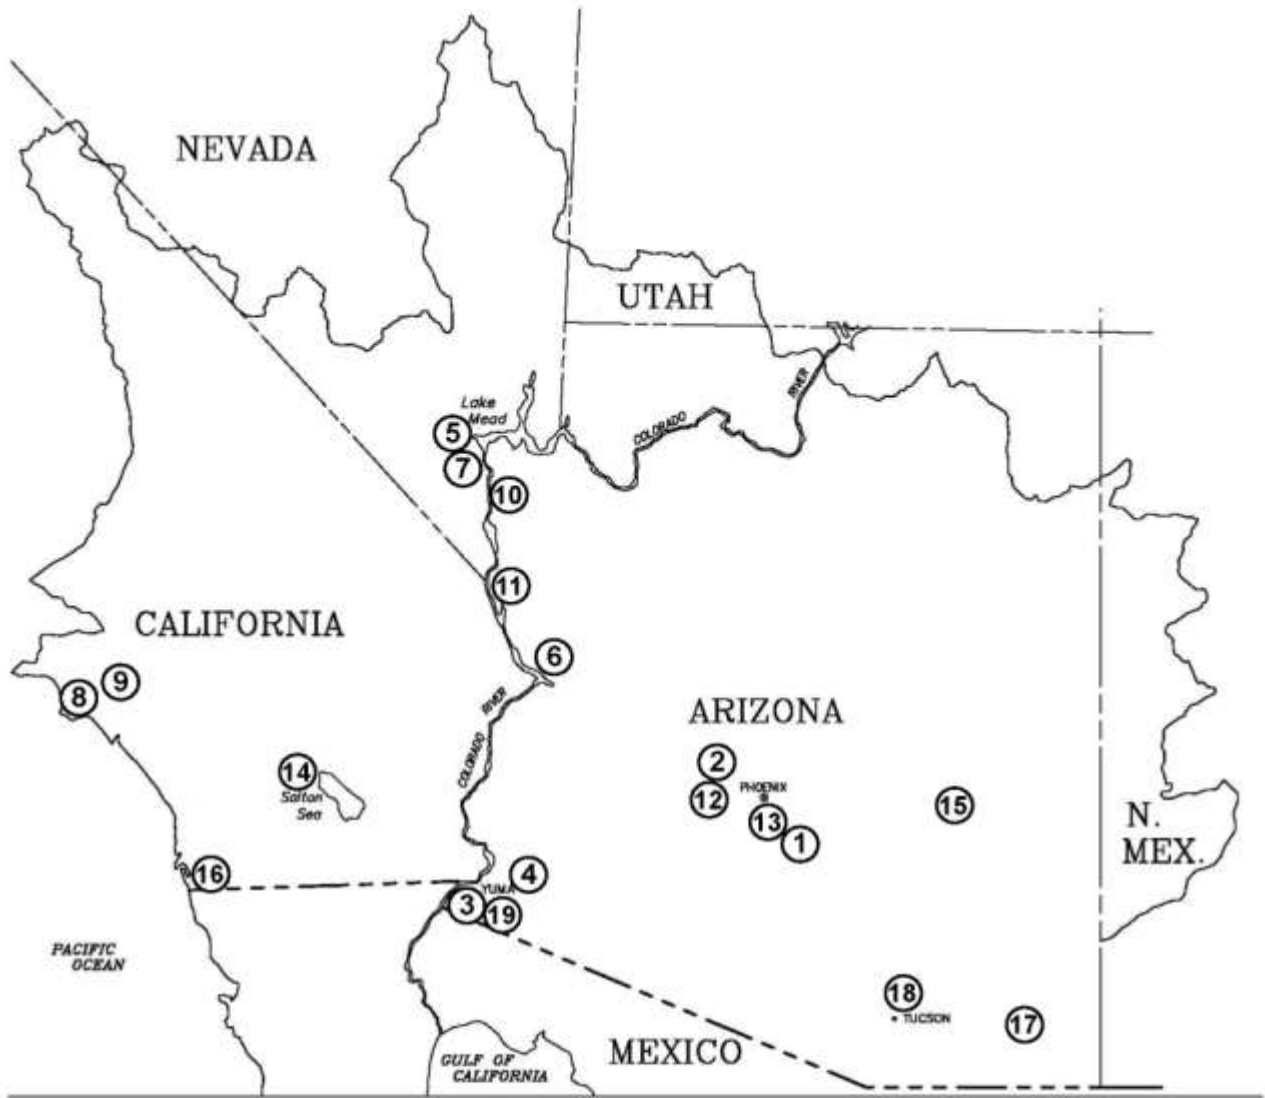 NEVADA
UTAH
RIVER
Lake
Mead
COLORADO
5
7
10
11
CALIFORNIA
6
9
8
RIVER
COLORADO
ARIZONA
2
PHOENIX
14
Salton
Sea
12
13
15
1
N.
MEX.
16
4
YUMA
3
19
PACIFIC
OCEAN
18
TUCSON
17
MEXICO
GULF OF
CALIFORNIA